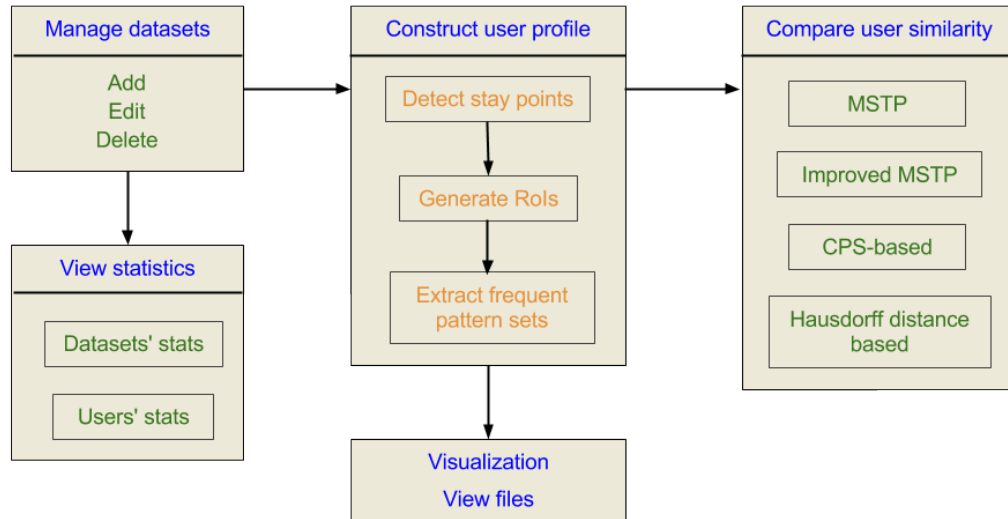 Manage datasets
Add
Edit
Delete
View statistics
Datasets' stats
Users' stats
Construct user profile
Detect stay points
Generate RoIs
Extract frequent
pattern sets
Visualization
View files
Compare user similarity
MSTP
Improved MSTP
CPS-based
Hausdorff distance
based